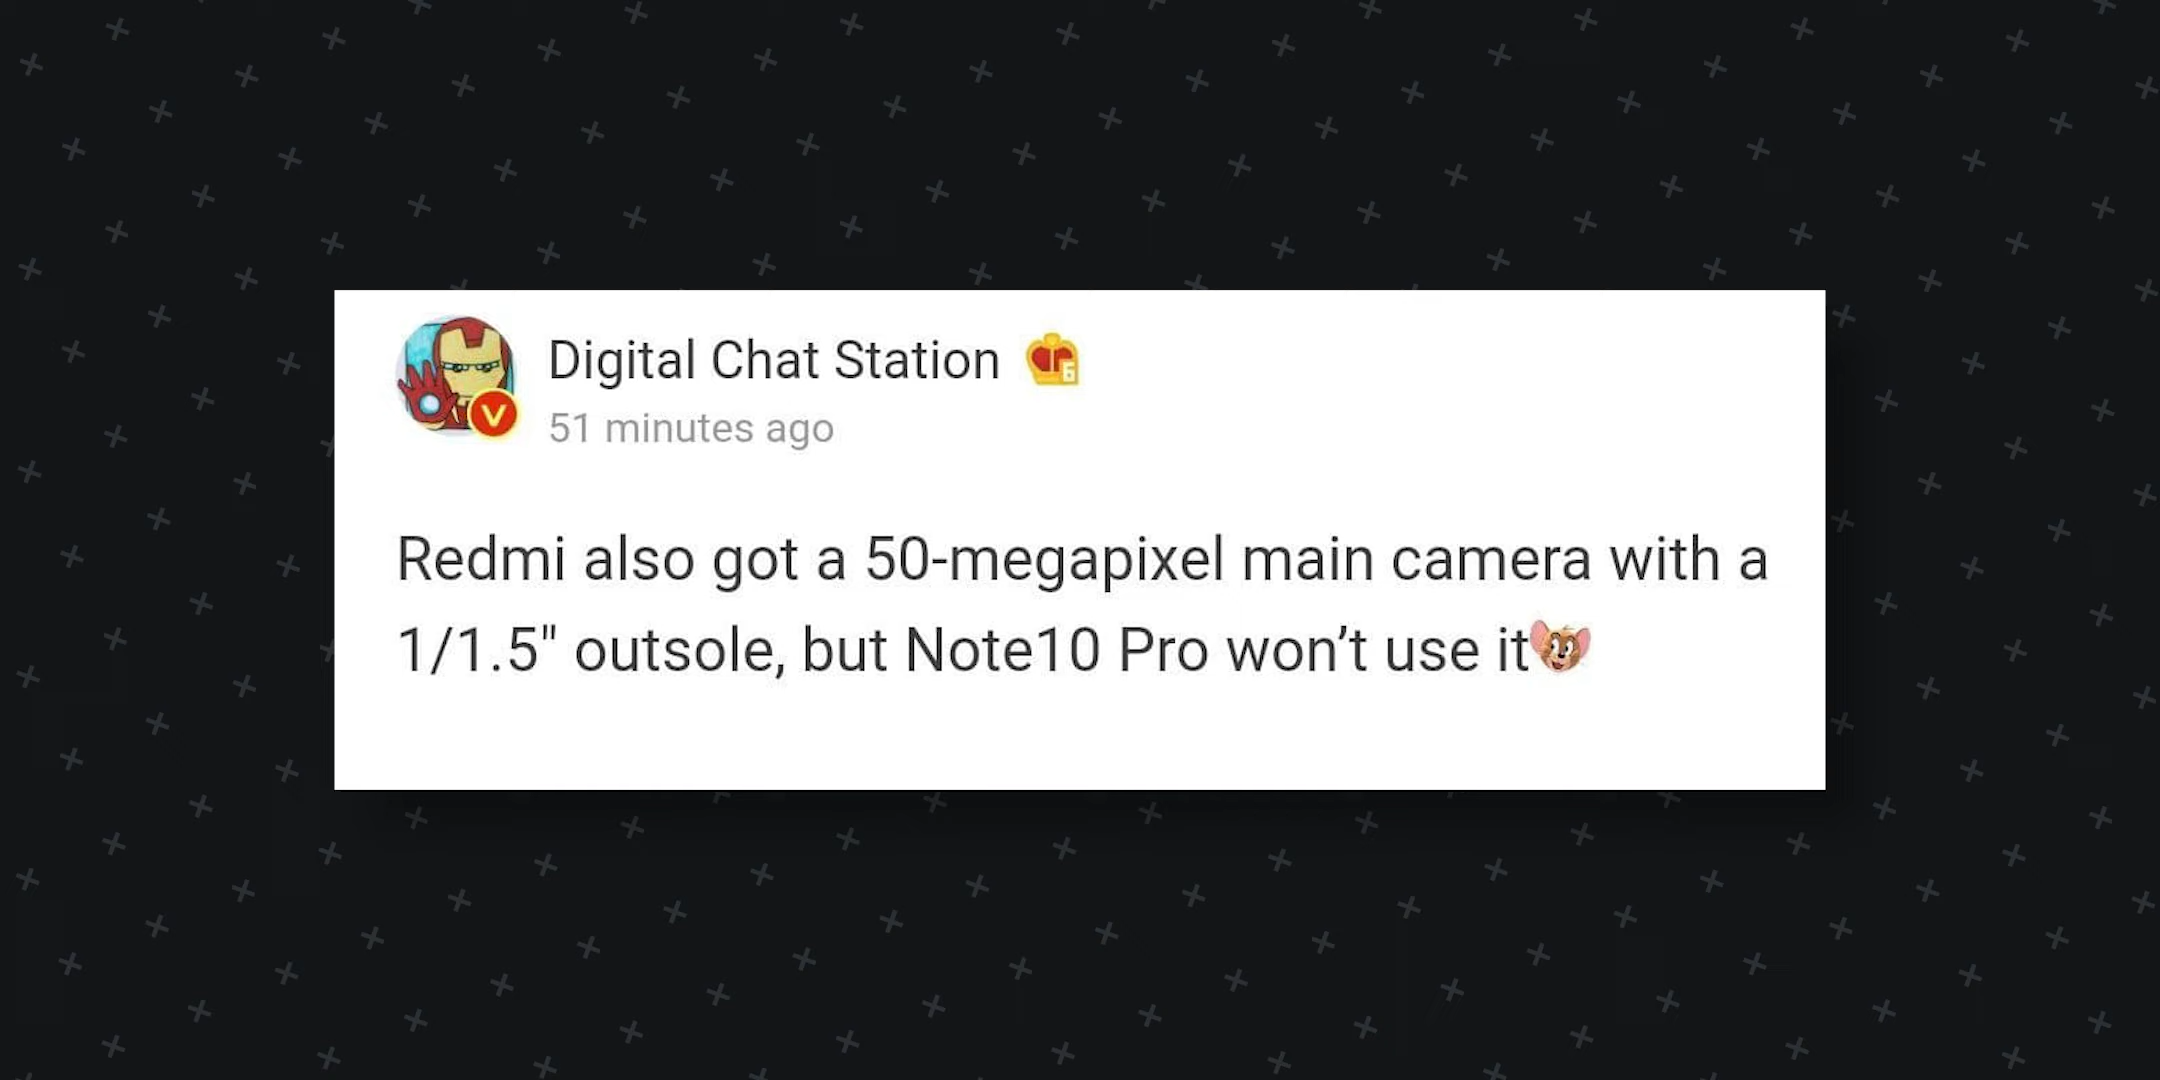 Digital Chat Station
6
V
51 minutes ago
Redmi also got a 50-megapixel main camera with a
1/1.5" outsole, but Note10 Pro won’t use it